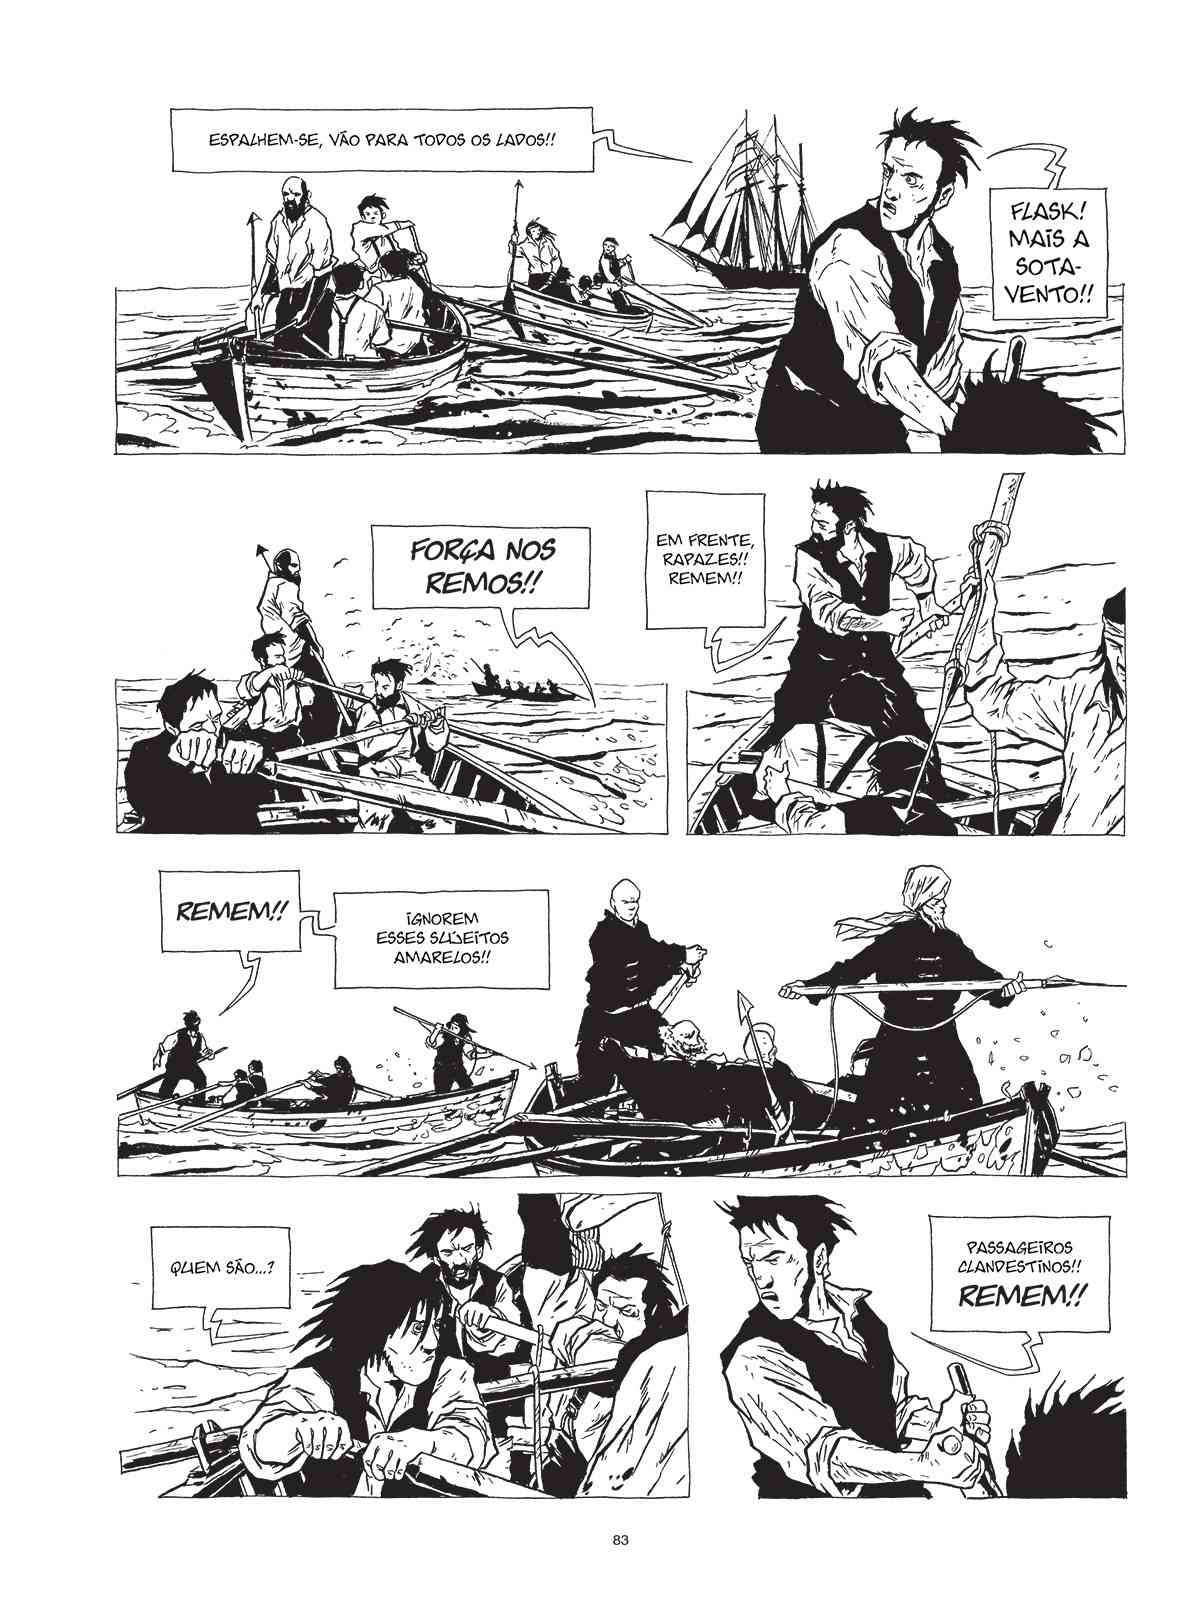 ESPALHEM-SE, VÃO PARA TODOS OS LADOS!!
FLASK!
MAIS A
SOTA-
VENTO!!
FORÇA NOS
REMOS!!
EM FRENTE,
RAPAZES!!
REMEM!!
REMEM!!
IGNOREM
ESSES SUJEITOS
AMARELOS!!
QUEM SÃO...?
PASSAGEIROS
CLANDESTINOS!!
REMEM!!
83